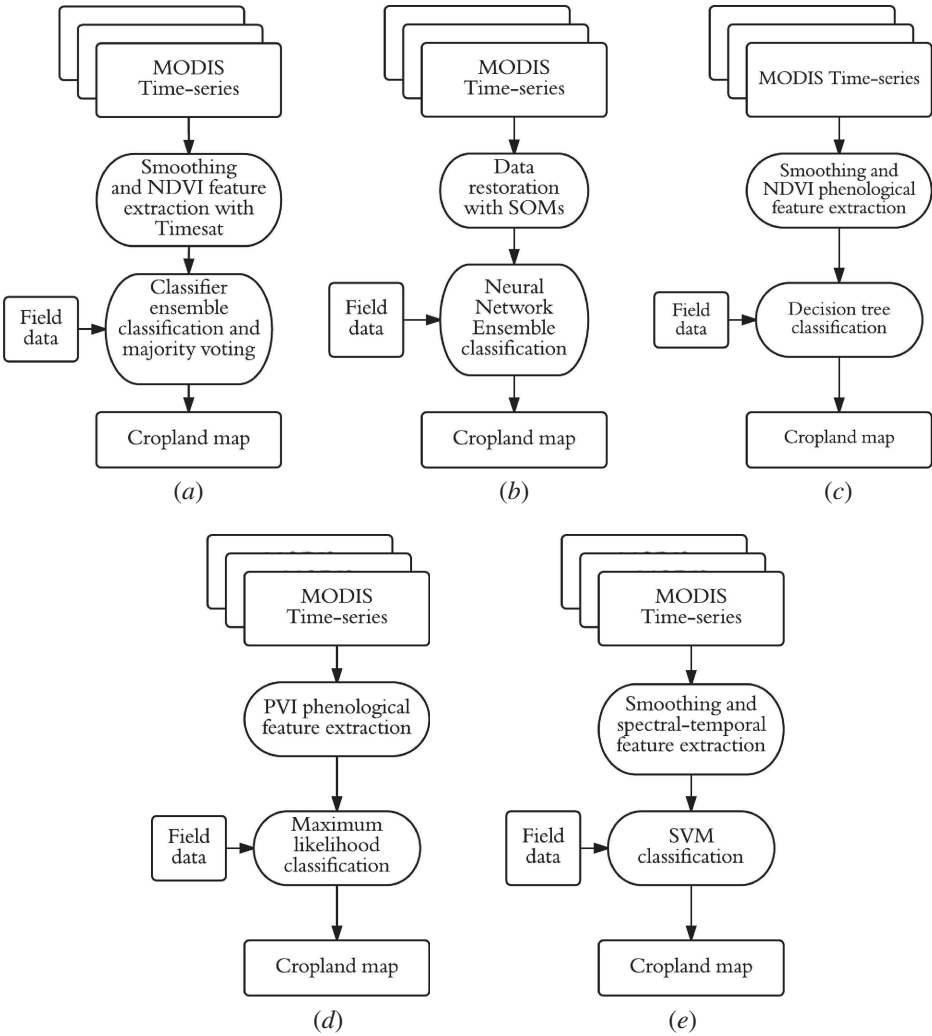 MODIS
Time-series
Smoothing
and NDVI feature
extraction with
Timesat
Field
data
Classifier
ensemble
classification and
majority voting
Cropland map
(a)
MODIS
Time-series
Data
restoration
with SOMs
Field
data
Neural
Network
Ensemble
classification
Cropland map
(b)
MODIS Time-series
Smoothing and
NDVI phenological
feature extraction
Field
data
Decision tree
classification
Cropland map
(c)
MODIS
Time-series
PVI phenological
feature extraction
Field
data
Maximum
likelihood
classification
Cropland map
(d)
MODIS
Time-series
Smoothing and
spectral-temporal
feature extraction
Field
data
SVM
classification
Cropland map
(e)